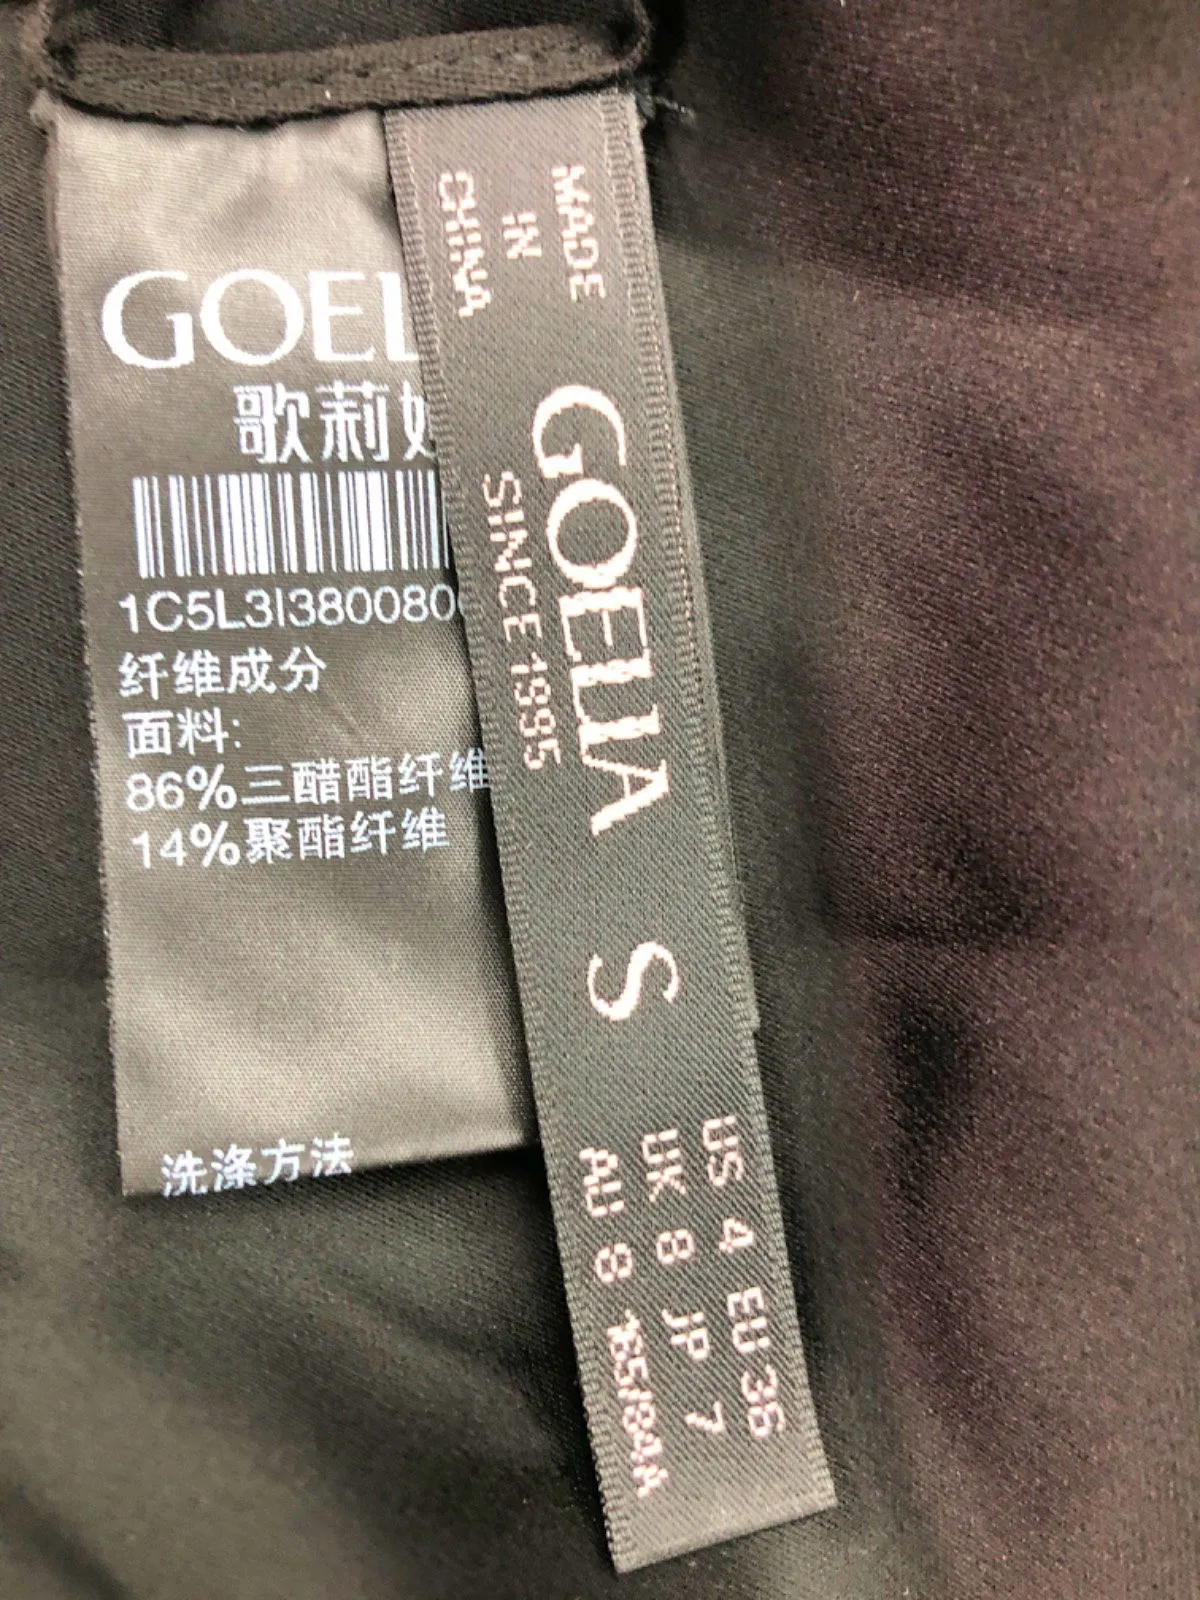 GOEL
歌莉
1C5L3I380080
纤维成分
面料:
86%三醋酯纤维
14%聚酯纤维
洗涤方法
MADE
IN
CHINA
GOELIA
SINCE 1995
S
US 4 EU 36
UK 8 JP 7
AU 8 165/84A